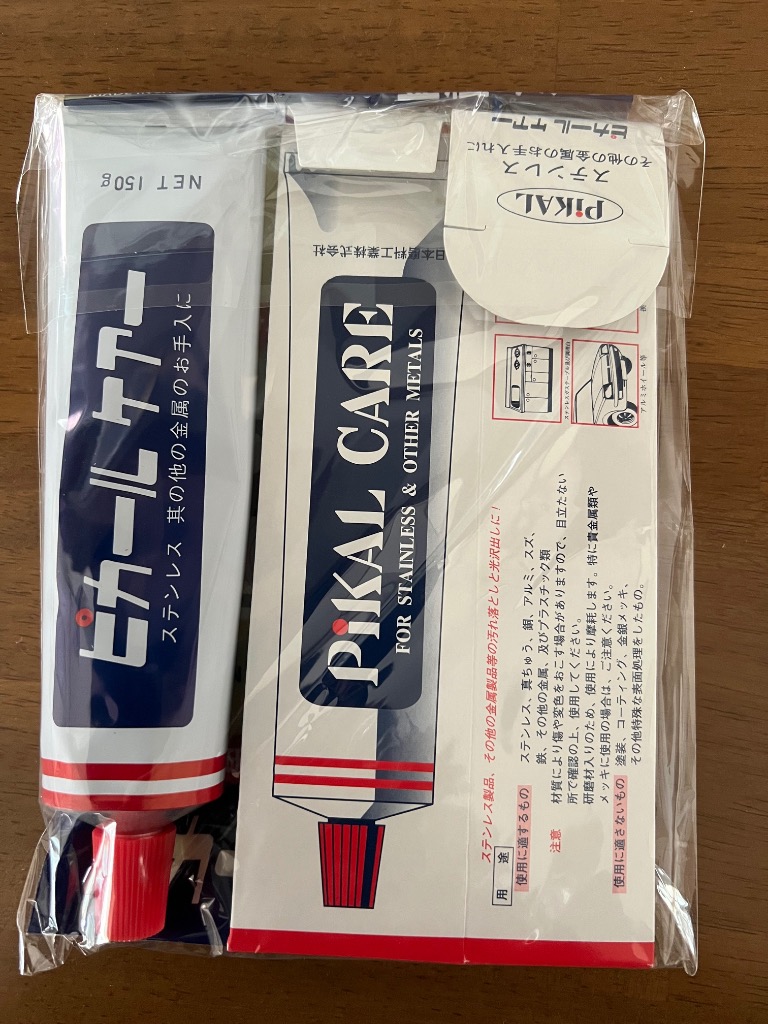 NET 150g
ピカール ケアー
ステンレス 其の他の金属のお手入に
日本磨料工業株式会社
PiKAL CARE
FOR STAINLESS & OTHER METALS
ピカール ケアー
その他の金属のお手入れに
ステンレス
PiKAL
アルミホイール等
ステンレス製品、その他の金属製品等の汚れ落としと光沢出しに！
用途
使用に適するもの
ステンレス、真ちゅう、銅、アルミ、スズ、
鉄、その他の金属、及びプラスチック類
注意
材質により傷や変色をおこす場合がありますので、目立たない
所で確認の上、使用してください。
研磨材入りのため、使用により摩耗します。特に貴金属類や
メッキに使用の場合は、ご注意ください。
使用に適さないもの
塗装、コーティング、金銀メッキ、
その他特殊な表面処理をしたもの。